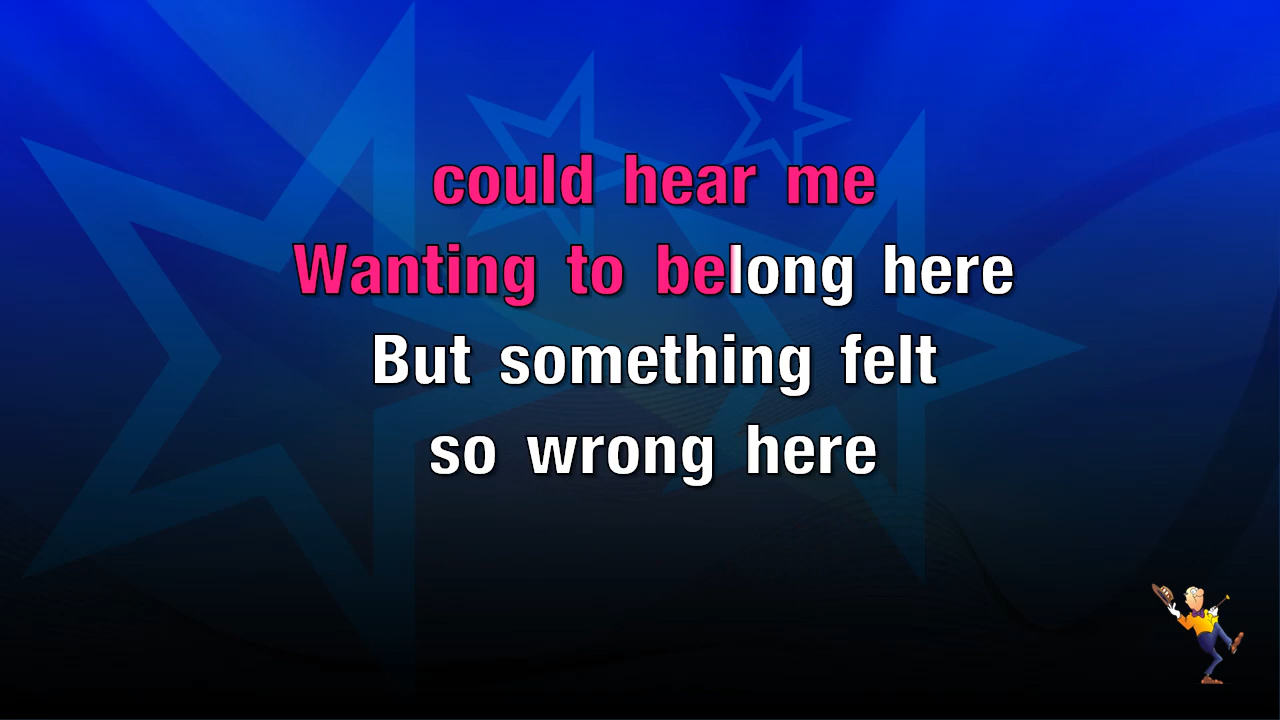 could hear me
Wanting to belong here
But something felt
so wrong here